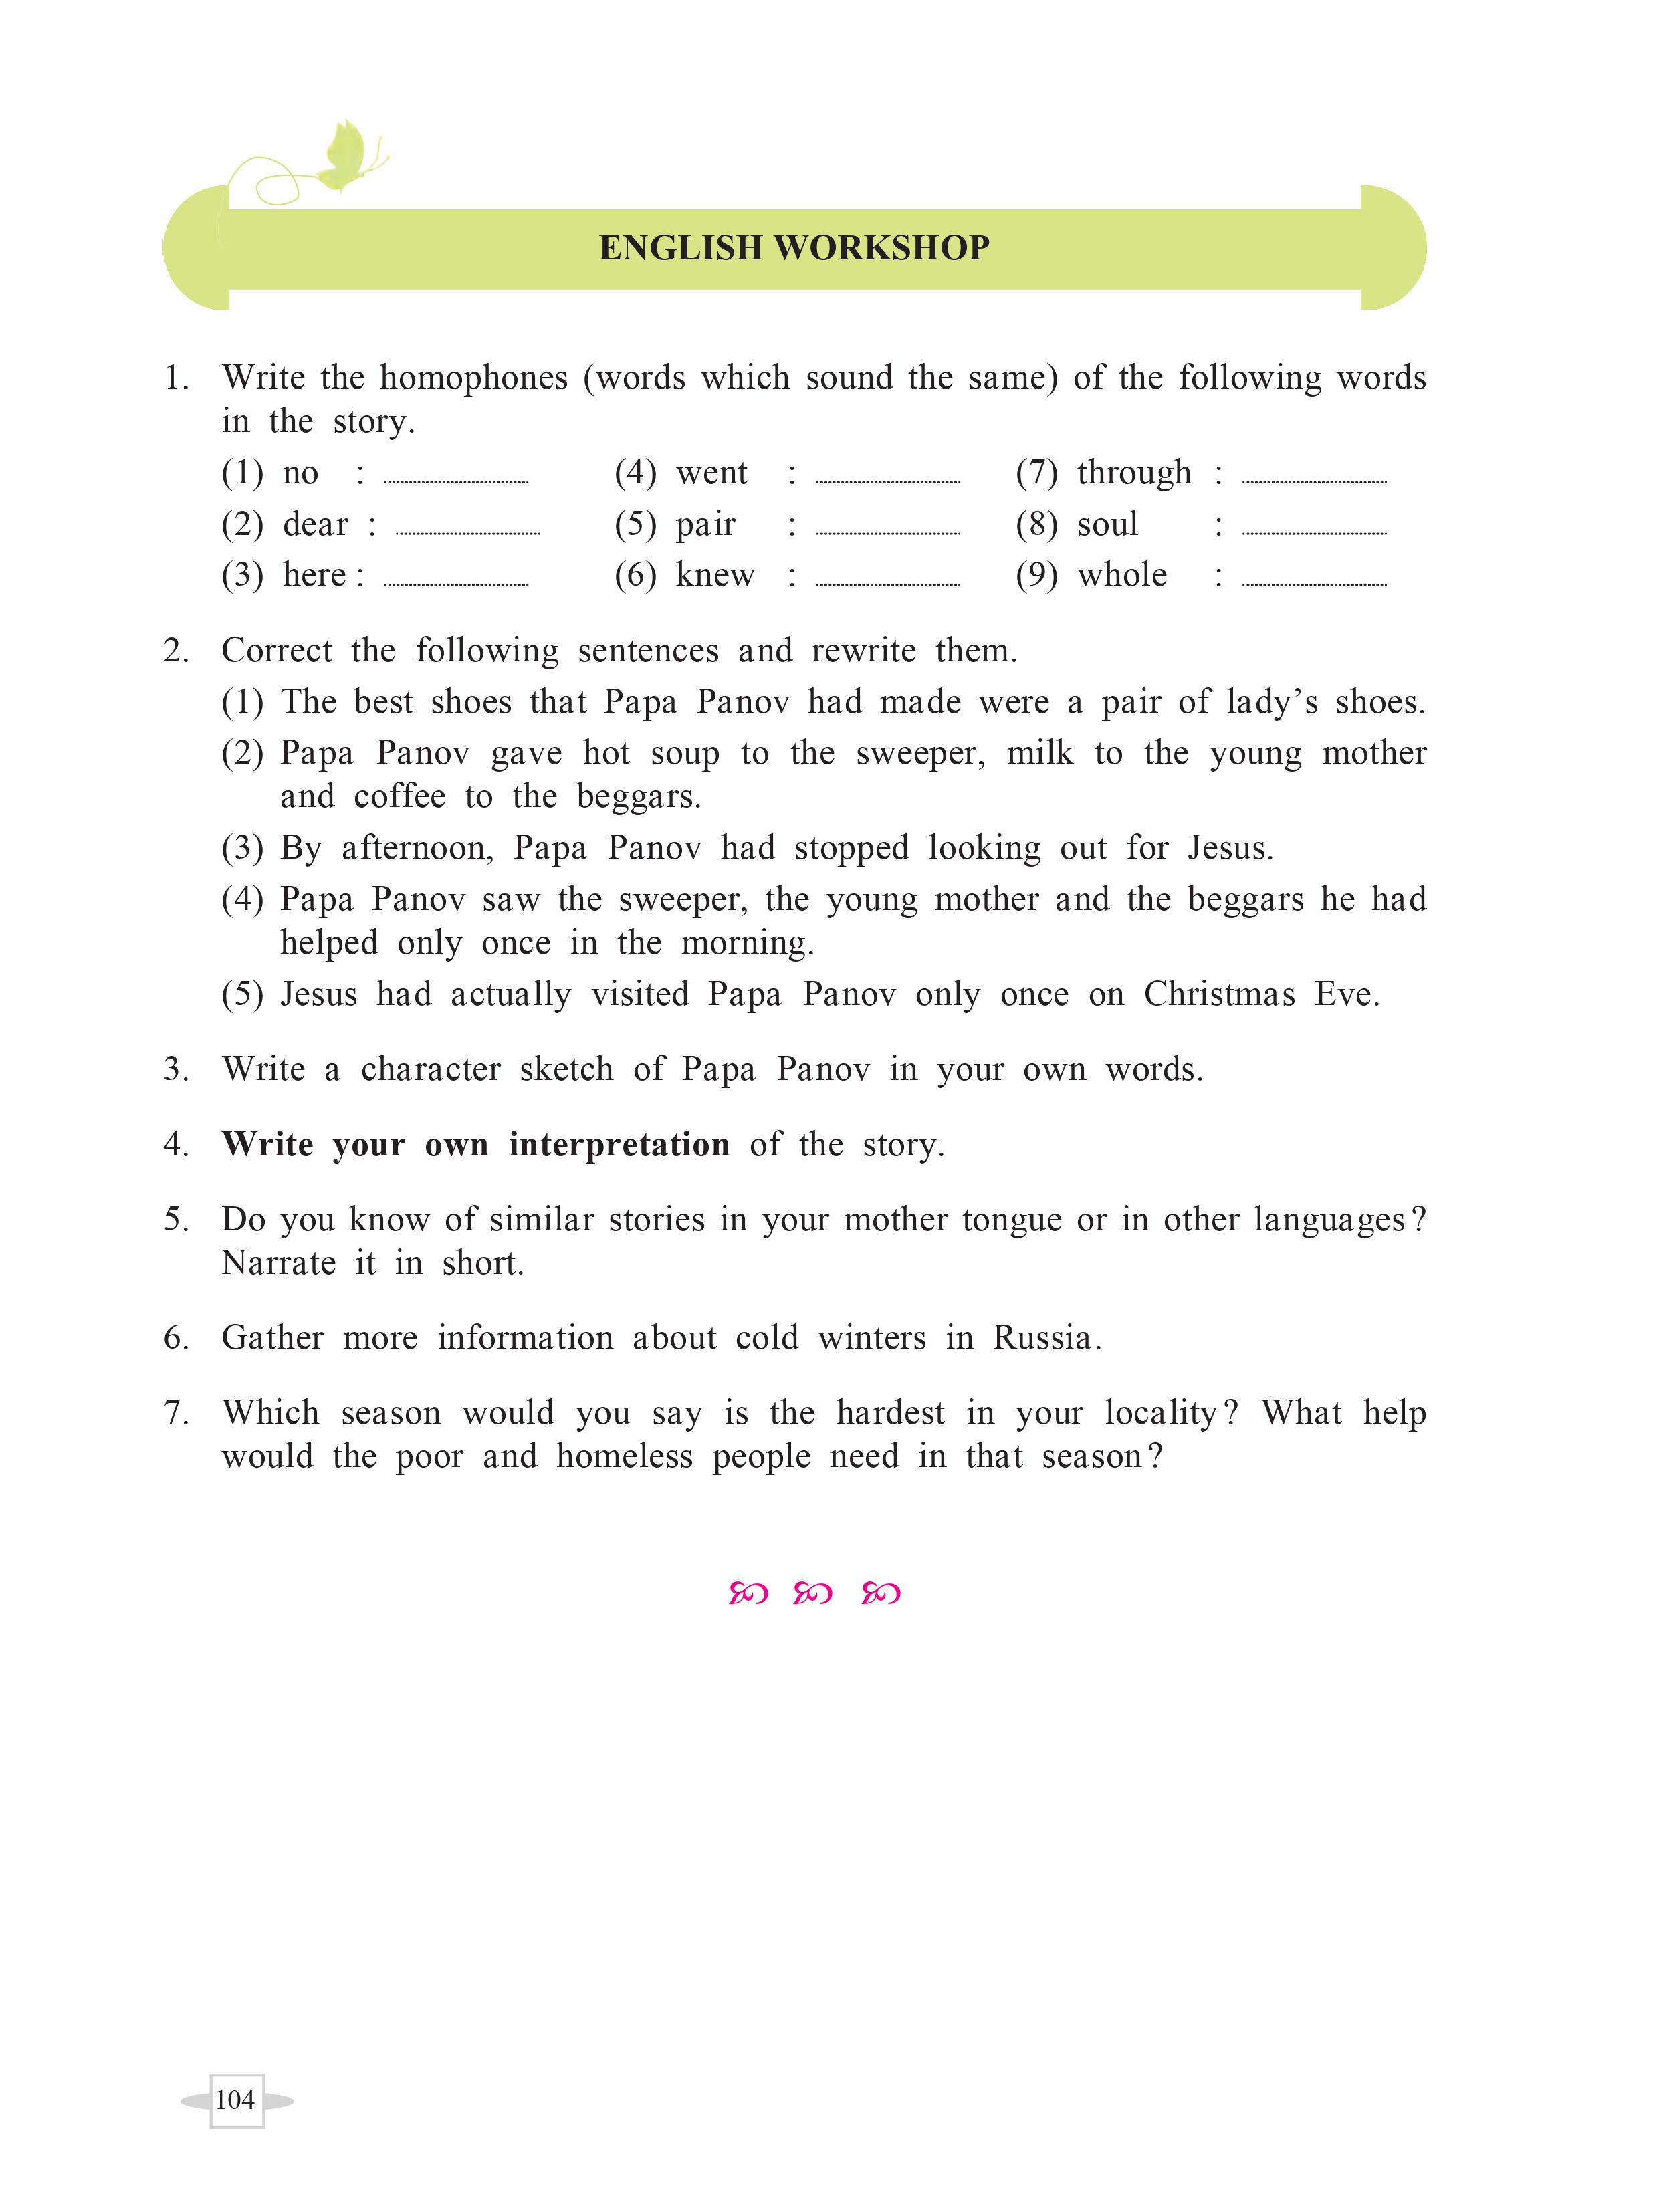 ENGLISH WORKSHOP
1. Write the homophones (words which sound the same) of the following words
in the story.
(1) no : .............................. (4) went : .............................. (7) through : ..............................
(2) dear : .............................. (5) pair : .............................. (8) soul : ..............................
(3) here : .............................. (6) knew : .............................. (9) whole : ..............................
2. Correct the following sentences and rewrite them.
(1) The best shoes that Papa Panov had made were a pair of lady’s shoes.
(2) Papa Panov gave hot soup to the sweeper, milk to the young mother
and coffee to the beggars.
(3) By afternoon, Papa Panov had stopped looking out for Jesus.
(4) Papa Panov saw the sweeper, the young mother and the beggars he had
helped only once in the morning.
(5) Jesus had actually visited Papa Panov only once on Christmas Eve.
3. Write a character sketch of Papa Panov in your own words.
4. Write your own interpretation of the story.
5. Do you know of similar stories in your mother tongue or in other languages?
Narrate it in short.
6. Gather more information about cold winters in Russia.
7. Which season would you say is the hardest in your locality? What help
would the poor and homeless people need in that season?
104